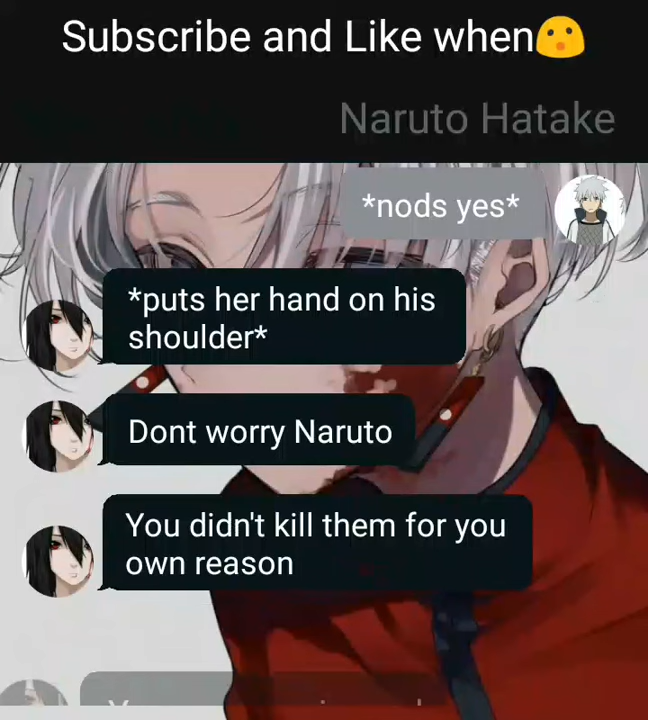 Subscribe and Like when😮
Naruto Hatake
*nods yes*
*puts her hand on his
shoulder*
Dont worry Naruto
You didn't kill them for you
own reason